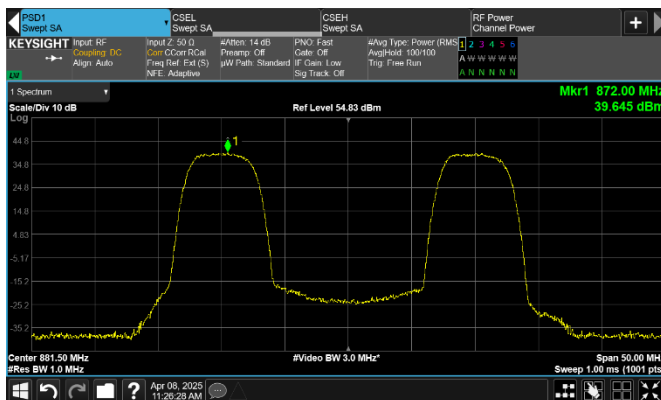 PSD1
Swept SA
CSEL
Swept SA
CSEH
Swept SA
RF Power
Channel Power
KEYSIGHT
Input: RF
Coupling: DC
Align: Auto
Input Z: 50 Ω
Corr CCorr RCal
Freq Ref: Ext (S)
NFE: Adaptive
#Atten: 14 dB
Preamp: Off
µW Path: Standard
PNO: Fast
Gate: Off
IF Gain: Low
Sig Track: Off
#Avg Type: Power (RMS
Avg|Hold: 100/100
Trig: Free Run
1 2 3 4 5 6
A W W W W W
A N N N N N
1 Spectrum
Scale/Div 10 dB
Ref Level 54.83 dBm
Mkr1 872.00 MHz
39.645 dBm
Log
1
44.8
34.8
24.8
14.8
4.83
-5.17
-15.2
-25.2
-35.2
Center 881.50 MHz
#Video BW 3.0 MHz*
Span 50.00 MHz
#Res BW 1.0 MHz
Sweep 1.00 ms (1001 pts)
?
Apr 08, 2025
11:26:28 AM